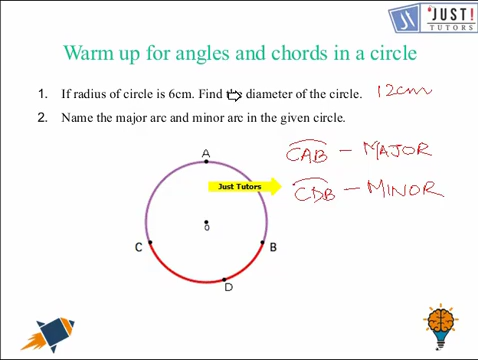 "JUST!
TUTORS
Warm up for angles and chords in a circle
1. If radius of circle is 6cm. Find the diameter of the circle. 12cm
2. Name the major arc and minor arc in the given circle.
CAB – MAJOR
CDB – MINOR
A
Just Tutors
O
C
B
D